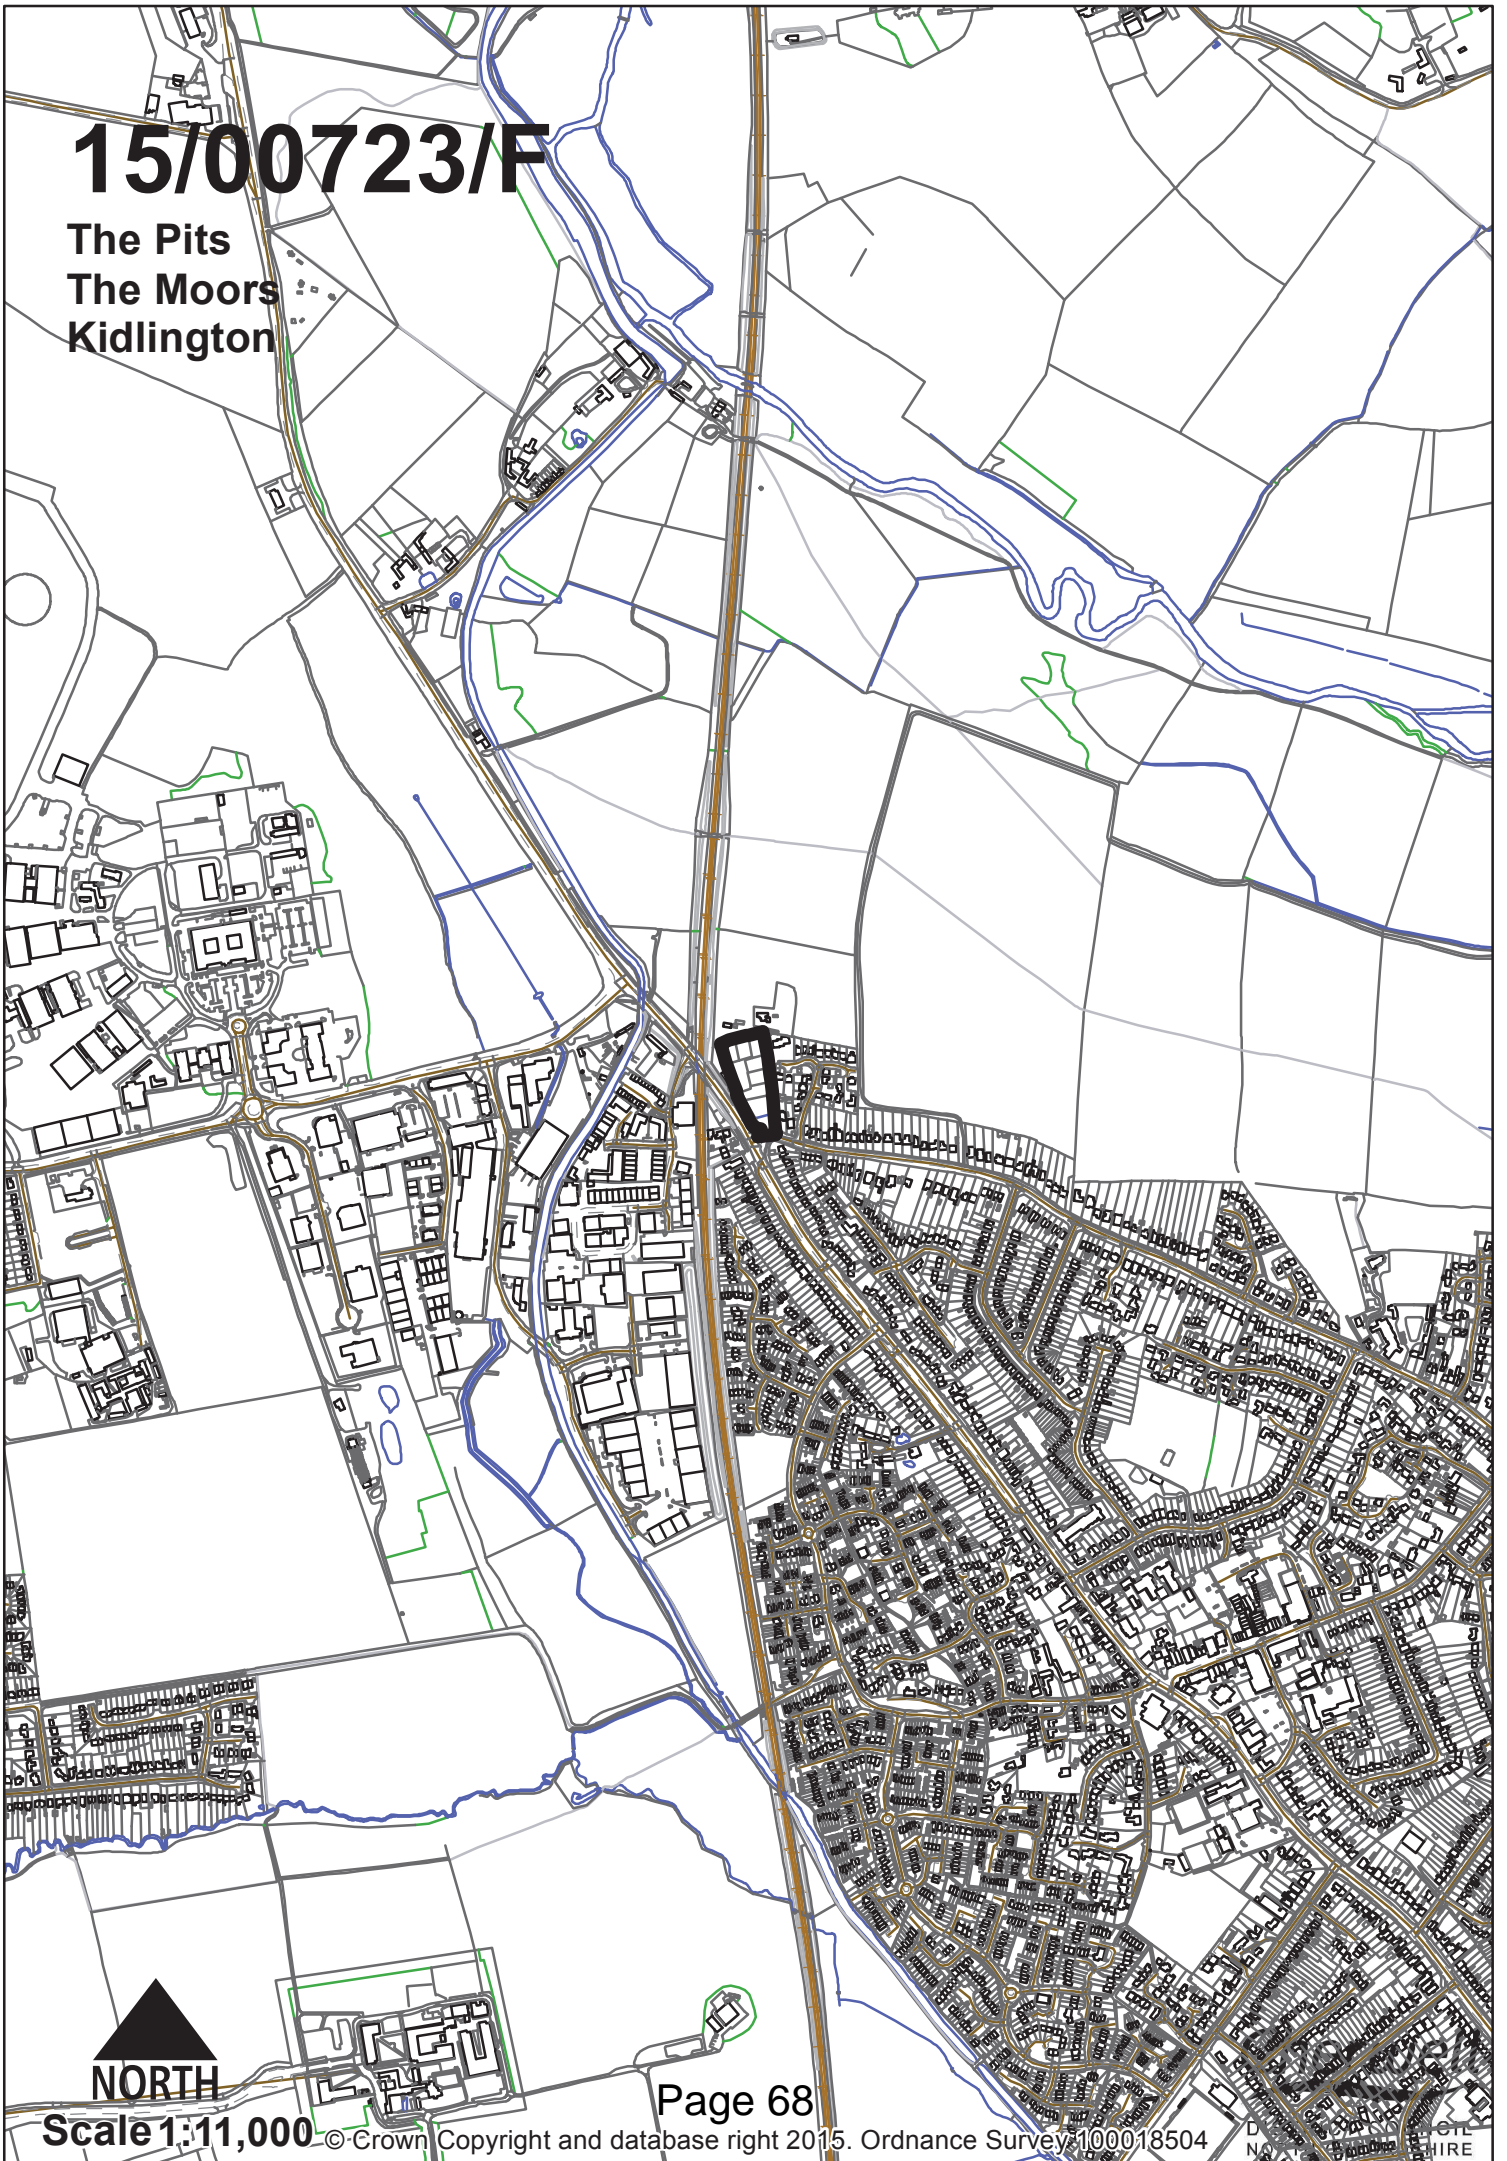 15/00723/F
The Pits
The Moors
Kidlington
NORTH
Scale 1:11,000
Page 68
© Crown Copyright and database right 2015. Ordnance Survey 100018504